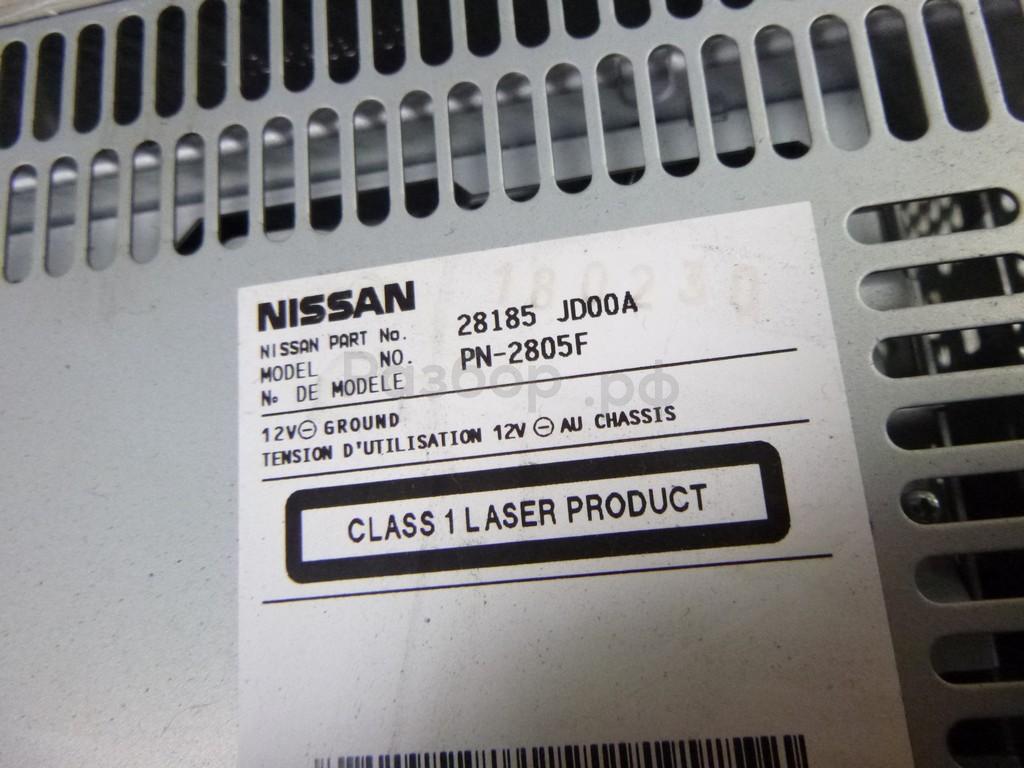 180230
NISSAN
NISSAN PART No. 28185 JD00A
MODEL NO. PN-2805F
No DE MODELE
Разбор.рф
12V⊖GROUND
TENSION D'UTILISATION 12V ⊖ AU CHASSIS
CLASS 1 LASER PRODUCT